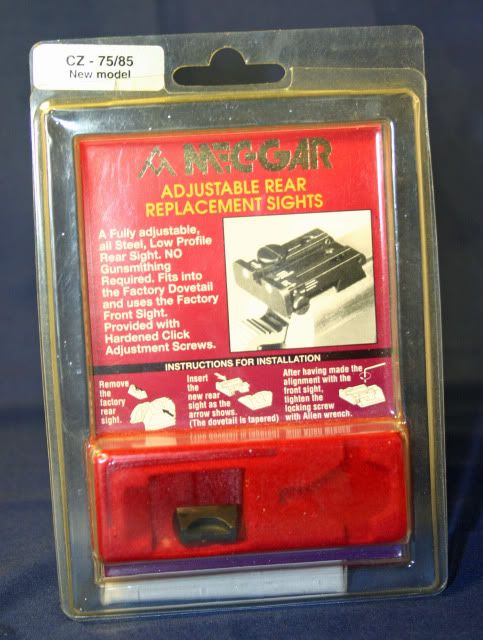 CZ - 75/85
New model
MEC-GAR
ADJUSTABLE REAR
REPLACEMENT SIGHTS
A Fully adjustable,
all Steel, Low Profile
Rear Sight. NO
Gunsmithing
Required. Fits into
the Factory Dovetail
and uses the Factory
Front Sight.
Provided with
Hardened Click
Adjustment Screws.
INSTRUCTIONS FOR INSTALLATION
Remove
the
factory
rear
sight.
Insert
the
new rear
sight as the
arrow shows.
(The dovetail is tapered)
After having made the
alignment with the
front sight,
tighten the
locking screw
with Allen wrench.